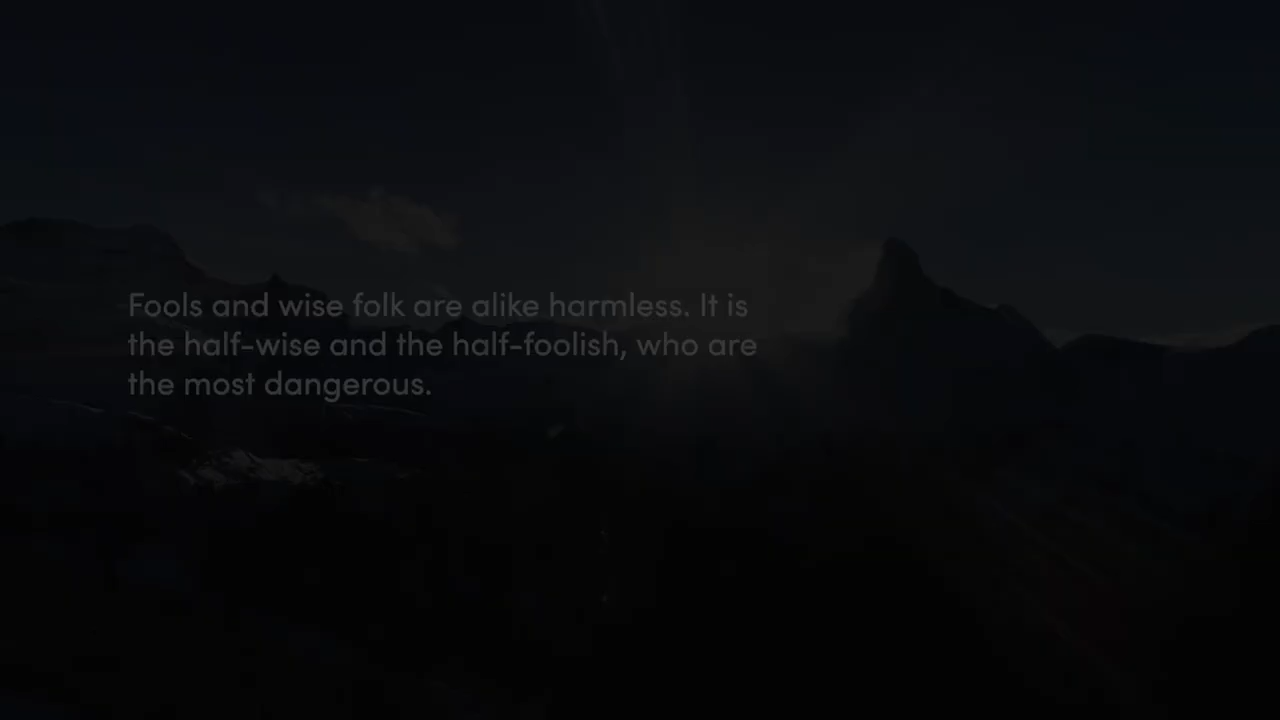 Fools and wise folk are alike harmless. It is
the half-wise and the half-foolish, who are
the most dangerous.